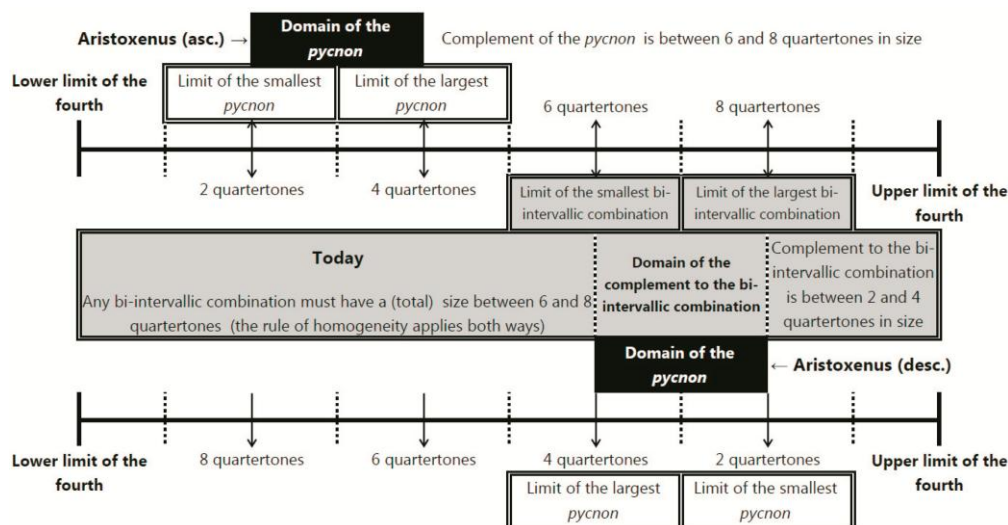 Aristoxenus (asc.) →
Domain of the
pycnon
Complement of the pycnon is between 6 and 8 quartertones in size
Lower limit of the
fourth
Limit of the smallest
pycnon
Limit of the largest
pycnon
6 quartertones
8 quartertones
2 quartertones
4 quartertones
Limit of the smallest bi-
intervallic combination
Limit of the largest bi-
intervallic combination
Upper limit of the
fourth
Today
Any bi-intervallic combination must have a (total) size between 6 and 8
quartertones (the rule of homogeneity applies both ways)
Domain of the
complement to the bi-
intervallic combination
Complement to the bi-
intervallic combination
is between 2 and 4
quartertones in size
Domain of the
pycnon
← Aristoxenus (desc.)
Lower limit of the
fourth
8 quartertones
6 quartertones
4 quartertones
2 quartertones
Upper limit of the
fourth
Limit of the largest
pycnon
Limit of the smallest
pycnon